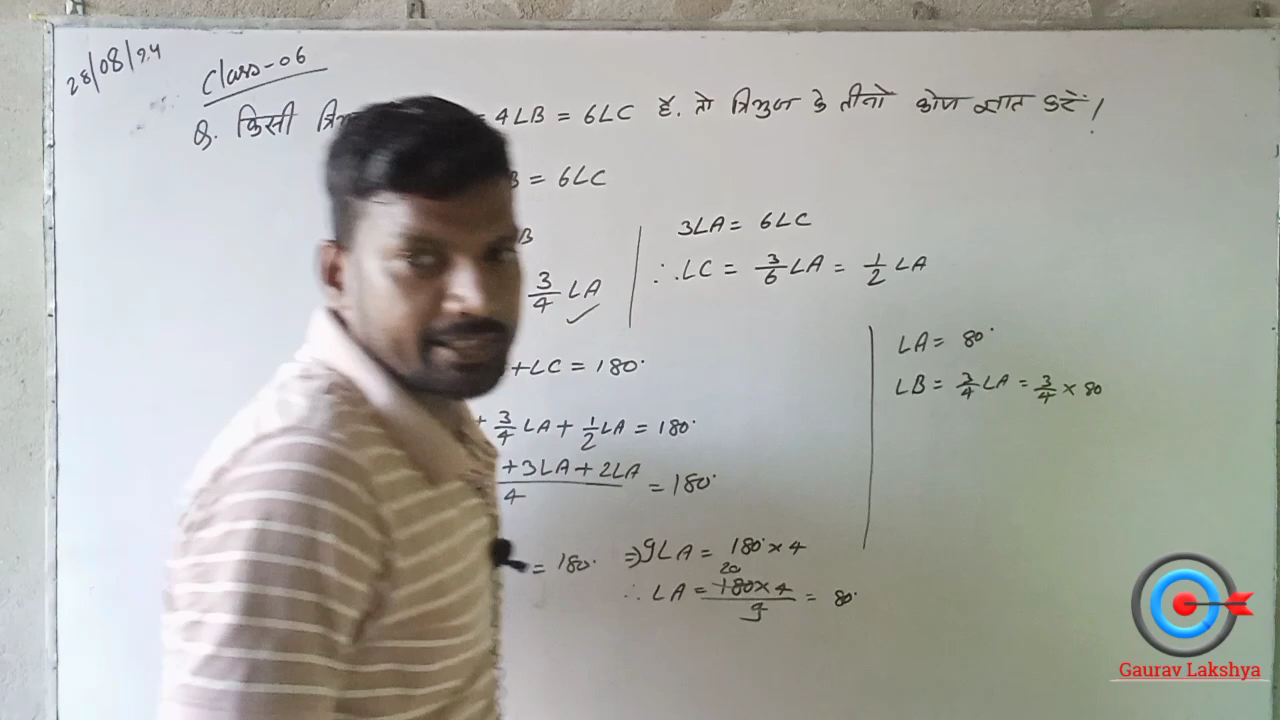 28/08/24
Class-06
Q. किसी = 4∠B = 6∠C है. तो त्रिभुज के तीनों कोण ज्ञात करें।
B = 6∠C
B
3∠A = 6∠C
3/4 ∠A ✓
∴ ∠C = 3/6 ∠A = 1/2 ∠A
+∠C = 180°
+ 3/4 ∠A + 1/2 ∠A = 180°
+3∠A + 2∠A / 4 = 180°
= 180° ⇒ 9∠A = 180° × 4
20
∴ ∠A = 180×4 / 9 = 80°
∠A = 80°
∠B = 3/4 ∠A = 3/4 × 80
Gaurav Lakshya